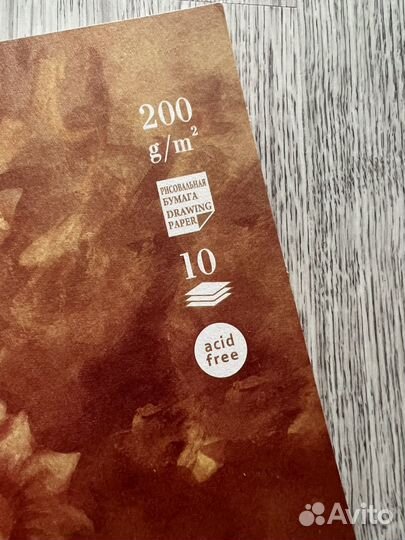 200
g/m²
РИСОВАЛЬНАЯ
БУМАГА
DRAWING
PAPER
10
acid
free
Avito